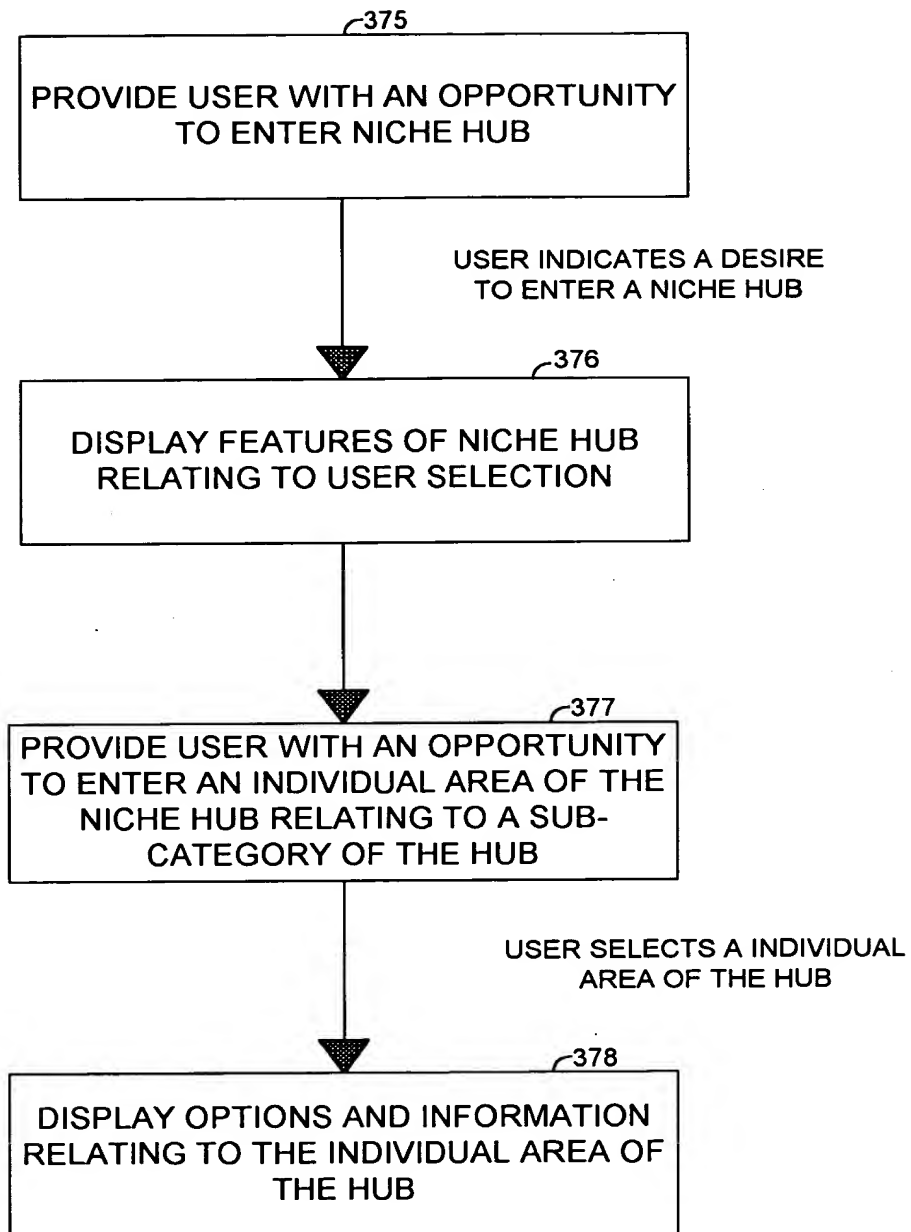 375
PROVIDE USER WITH AN OPPORTUNITY
TO ENTER NICHE HUB
USER INDICATES A DESIRE
TO ENTER A NICHE HUB
376
DISPLAY FEATURES OF NICHE HUB
RELATING TO USER SELECTION
377
PROVIDE USER WITH AN OPPORTUNITY
TO ENTER AN INDIVIDUAL AREA OF THE
NICHE HUB RELATING TO A SUB-
CATEGORY OF THE HUB
USER SELECTS A INDIVIDUAL
AREA OF THE HUB
378
DISPLAY OPTIONS AND INFORMATION
RELATING TO THE INDIVIDUAL AREA OF
THE HUB